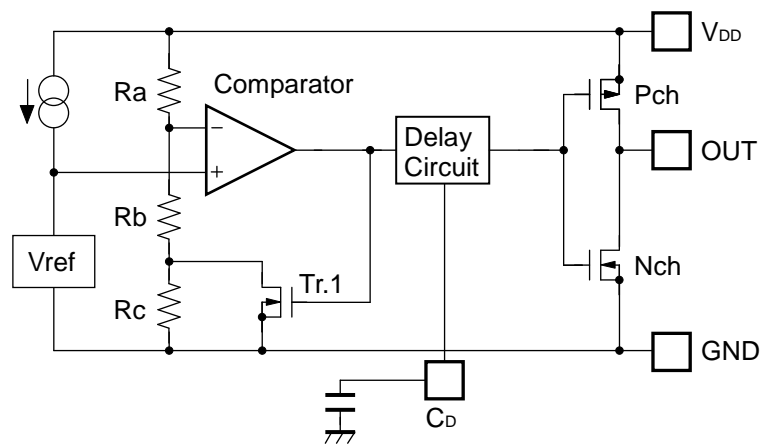 VDD
Ra
Comparator
Pch
−
Delay
Circuit
OUT
+
Rb
Vref
Tr.1
Nch
Rc
GND
CD